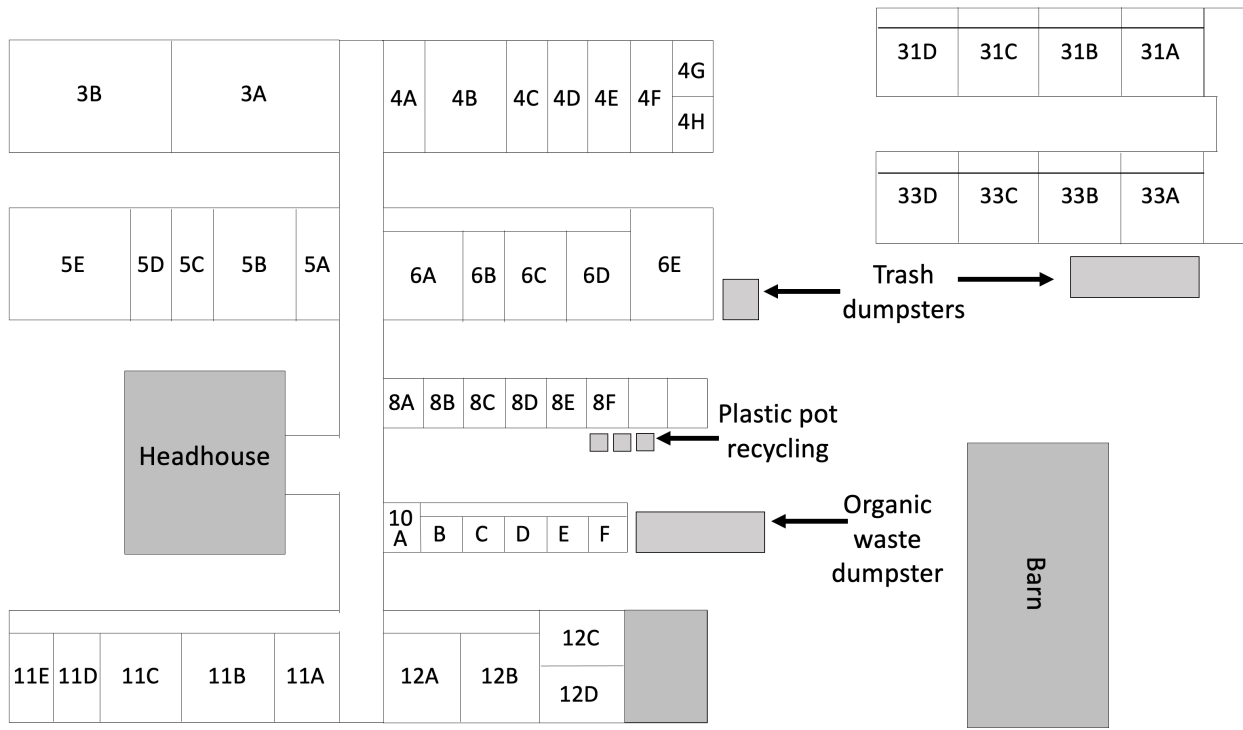 31D 31C 31B 31A
3B 3A 4A 4B 4C 4D 4E 4F 4G
4H
33D 33C 33B 33A
5E 5D 5C 5B 5A 6A 6B 6C 6D 6E
Trash
dumpsters
8A 8B 8C 8D 8E 8F
Plastic pot
recycling
Headhouse
Organic
waste
dumpster
10
A B C D E F
Barn
12C
11E 11D 11C 11B 11A 12A 12B
12D